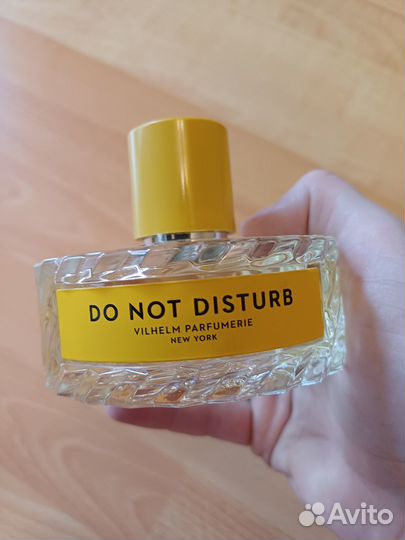 DO NOT DISTURB
VILHELM PARFUMERIE
NEW YORK
Avito